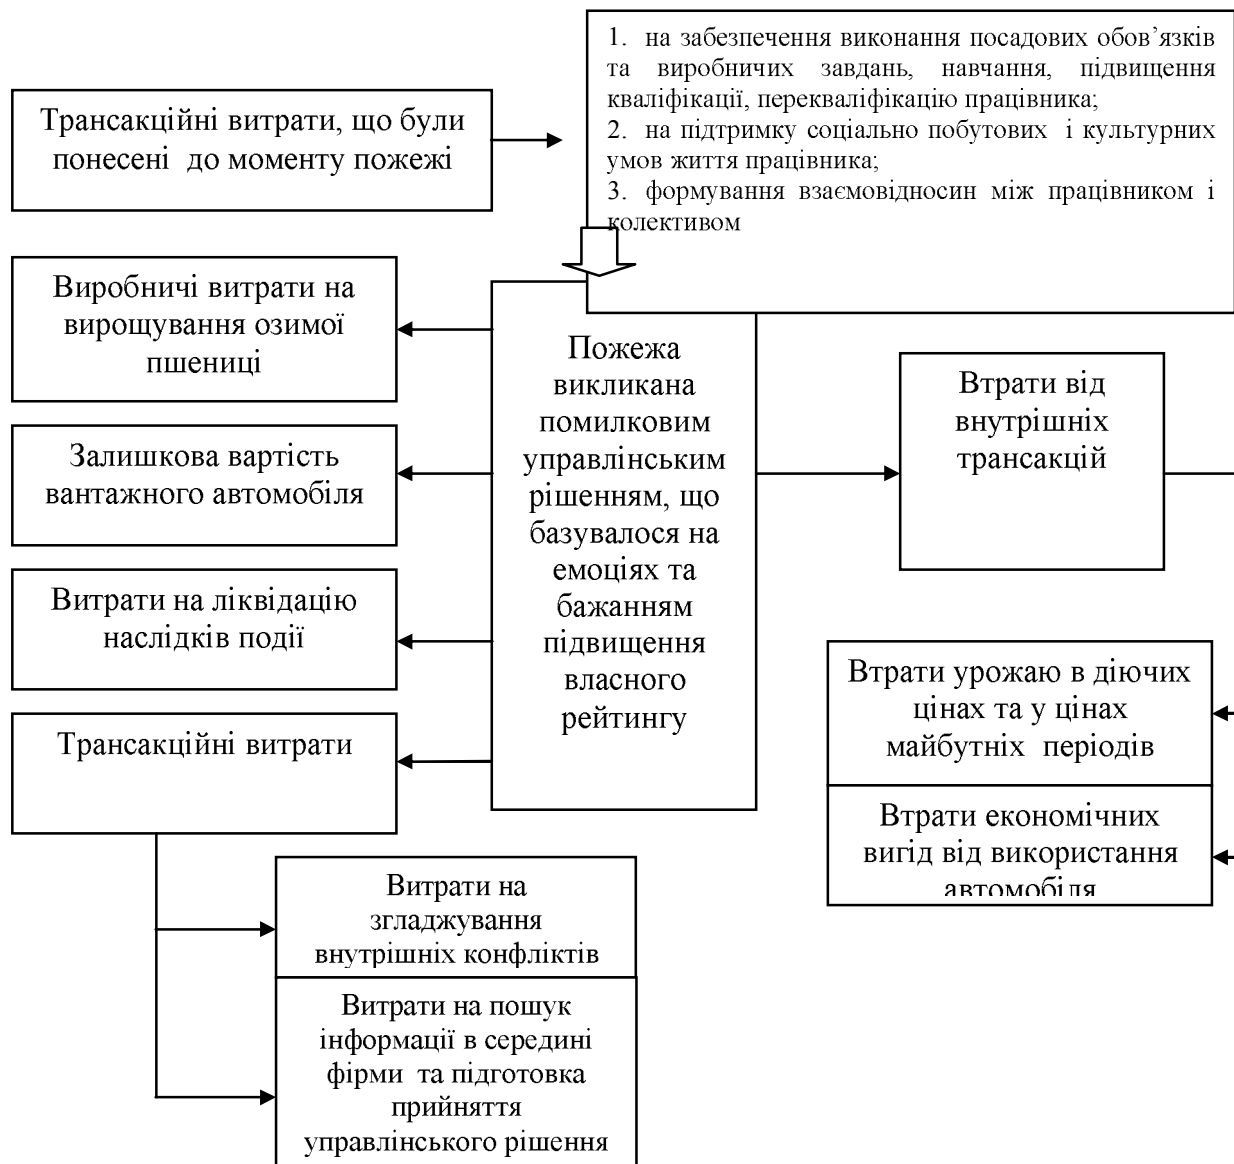 1. на забезпечення виконання посадових обов’язків
та виробничих завдань, навчання, підвищення
кваліфікації, перекваліфікацію працівника;
2. на підтримку соціально побутових і культурних
умов життя працівника;
3. формування взаємовідносин між працівником і
колективом
Трансакційні витрати, що були
понесені до моменту пожежі
Виробничі витрати на
вирощування озимої
пшениці
Залишкова вартість
вантажного автомобіля
Витрати на ліквідацію
наслідків події
Трансакційні витрати
Пожежа
викликана
помилковим
управлінським
рішенням, що
базувалося на
емоціях та
бажанням
підвищення
власного
рейтингу
Втрати від
внутрішніх
трансакцій
Втрати урожаю в діючих
цінах та у цінах
майбутніх періодів
Втрати економічних
вигід від використання
автомобіля
Витрати на
згладжування
внутрішніх конфліктів
Витрати на пошук
інформації в середині
фірми та підготовка
прийняття
управлінського рішення